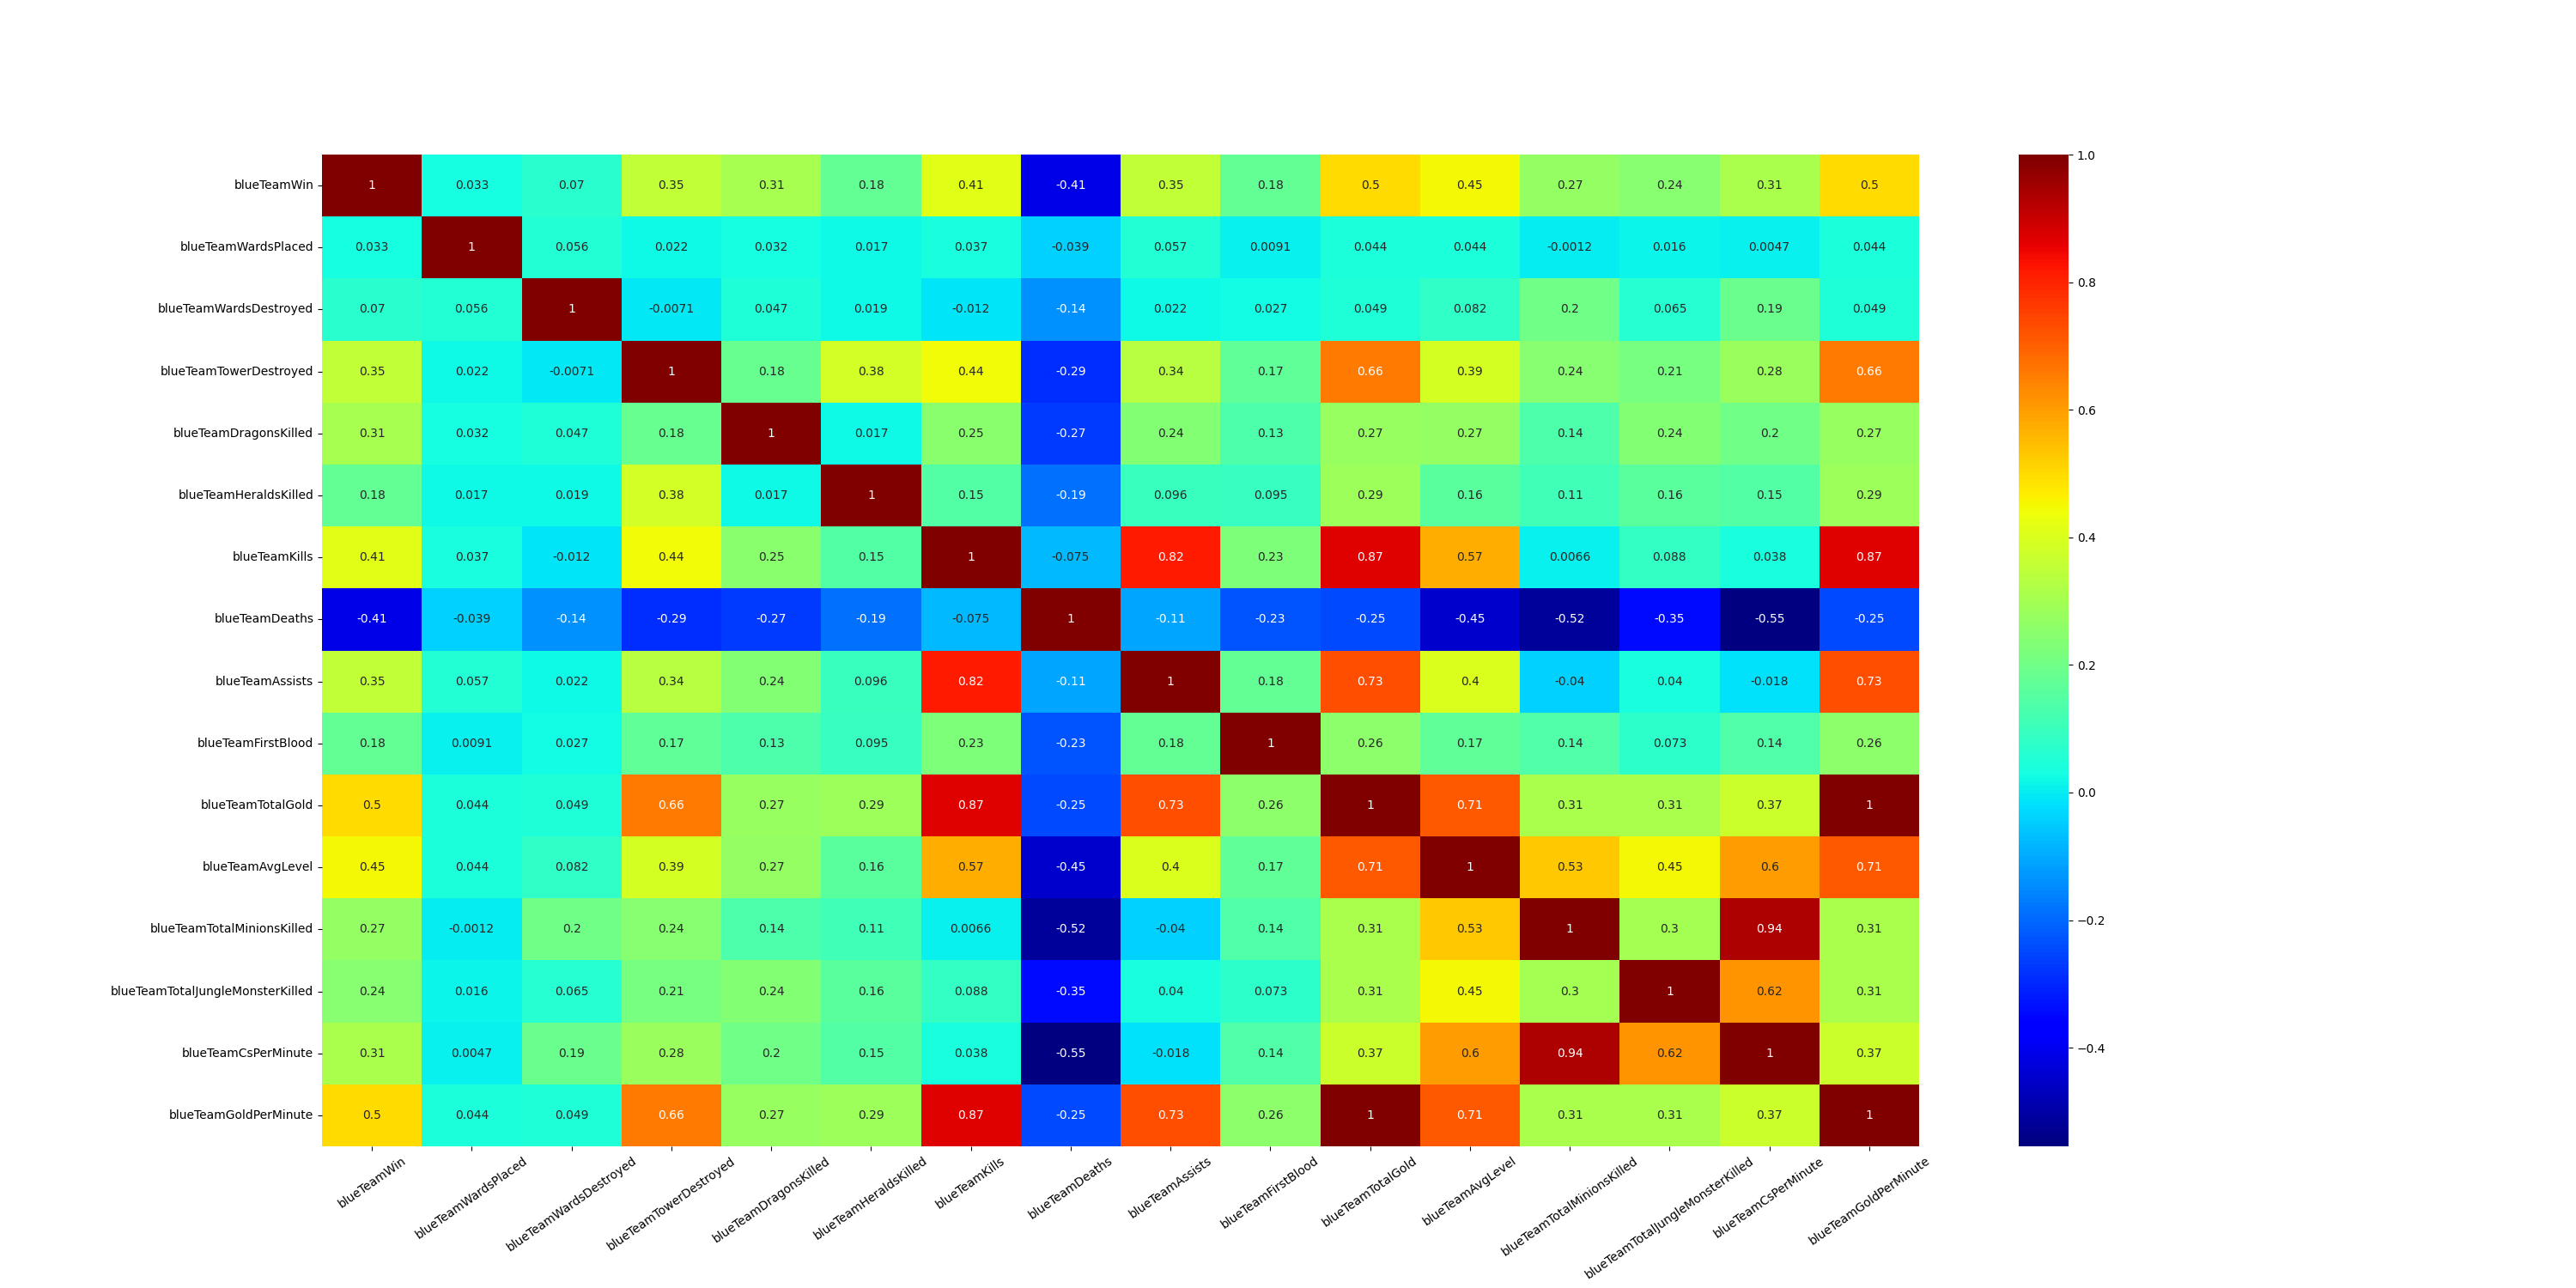 blueTeamWin 1 0.033 0.07 0.35 0.31 0.18 0.41 -0.41 0.35 0.18 0.5 0.45 0.27 0.24 0.31 0.5
blueTeamWardsPlaced 0.033 1 0.056 0.022 0.032 0.017 0.037 -0.039 0.057 0.0091 0.044 0.044 -0.0012 0.016 0.0047 0.044
blueTeamWardsDestroyed 0.07 0.056 1 -0.0071 0.047 0.019 -0.012 -0.14 0.022 0.027 0.049 0.082 0.2 0.065 0.19 0.049
blueTeamTowerDestroyed 0.35 0.022 -0.0071 1 0.18 0.38 0.44 -0.29 0.34 0.17 0.66 0.39 0.24 0.21 0.28 0.66
blueTeamDragonsKilled 0.31 0.032 0.047 0.18 1 0.017 0.25 -0.27 0.24 0.13 0.27 0.27 0.14 0.24 0.2 0.27
blueTeamHeraldsKilled 0.18 0.017 0.019 0.38 0.017 1 0.15 -0.19 0.096 0.095 0.29 0.16 0.11 0.16 0.15 0.29
blueTeamKills 0.41 0.037 -0.012 0.44 0.25 0.15 1 -0.075 0.82 0.23 0.87 0.57 0.0066 0.088 0.038 0.87
blueTeamDeaths -0.41 -0.039 -0.14 -0.29 -0.27 -0.19 -0.075 1 -0.11 -0.23 -0.25 -0.45 -0.52 -0.35 -0.55 -0.25
blueTeamAssists 0.35 0.057 0.022 0.34 0.24 0.096 0.82 -0.11 1 0.18 0.73 0.4 -0.04 0.04 -0.018 0.73
blueTeamFirstBlood 0.18 0.0091 0.027 0.17 0.13 0.095 0.23 -0.23 0.18 1 0.26 0.17 0.14 0.073 0.14 0.26
blueTeamTotalGold 0.5 0.044 0.049 0.66 0.27 0.29 0.87 -0.25 0.73 0.26 1 0.71 0.31 0.31 0.37 1
blueTeamAvgLevel 0.45 0.044 0.082 0.39 0.27 0.16 0.57 -0.45 0.4 0.17 0.71 1 0.53 0.45 0.6 0.71
blueTeamTotalMinionsKilled 0.27 -0.0012 0.2 0.24 0.14 0.11 0.0066 -0.52 -0.04 0.14 0.31 0.53 1 0.3 0.94 0.31
blueTeamTotalJungleMonsterKilled 0.24 0.016 0.065 0.21 0.24 0.16 0.088 -0.35 0.04 0.073 0.31 0.45 0.3 1 0.62 0.31
blueTeamCsPerMinute 0.31 0.0047 0.19 0.28 0.2 0.15 0.038 -0.55 -0.018 0.14 0.37 0.6 0.94 0.62 1 0.37
blueTeamGoldPerMinute 0.5 0.044 0.049 0.66 0.27 0.29 0.87 -0.25 0.73 0.26 1 0.71 0.31 0.31 0.37 1
blueTeamWin
blueTeamWardsPlaced
blueTeamWardsDestroyed
blueTeamTowerDestroyed
blueTeamDragonsKilled
blueTeamHeraldsKilled
blueTeamKills
blueTeamDeaths
blueTeamAssists
blueTeamFirstBlood
blueTeamTotalGold
blueTeamAvgLevel
blueTeamTotalMinionsKilled
blueTeamTotalJungleMonsterKilled
blueTeamCsPerMinute
blueTeamGoldPerMinute
1.0
0.8
0.6
0.4
0.2
0.0
−0.2
−0.4